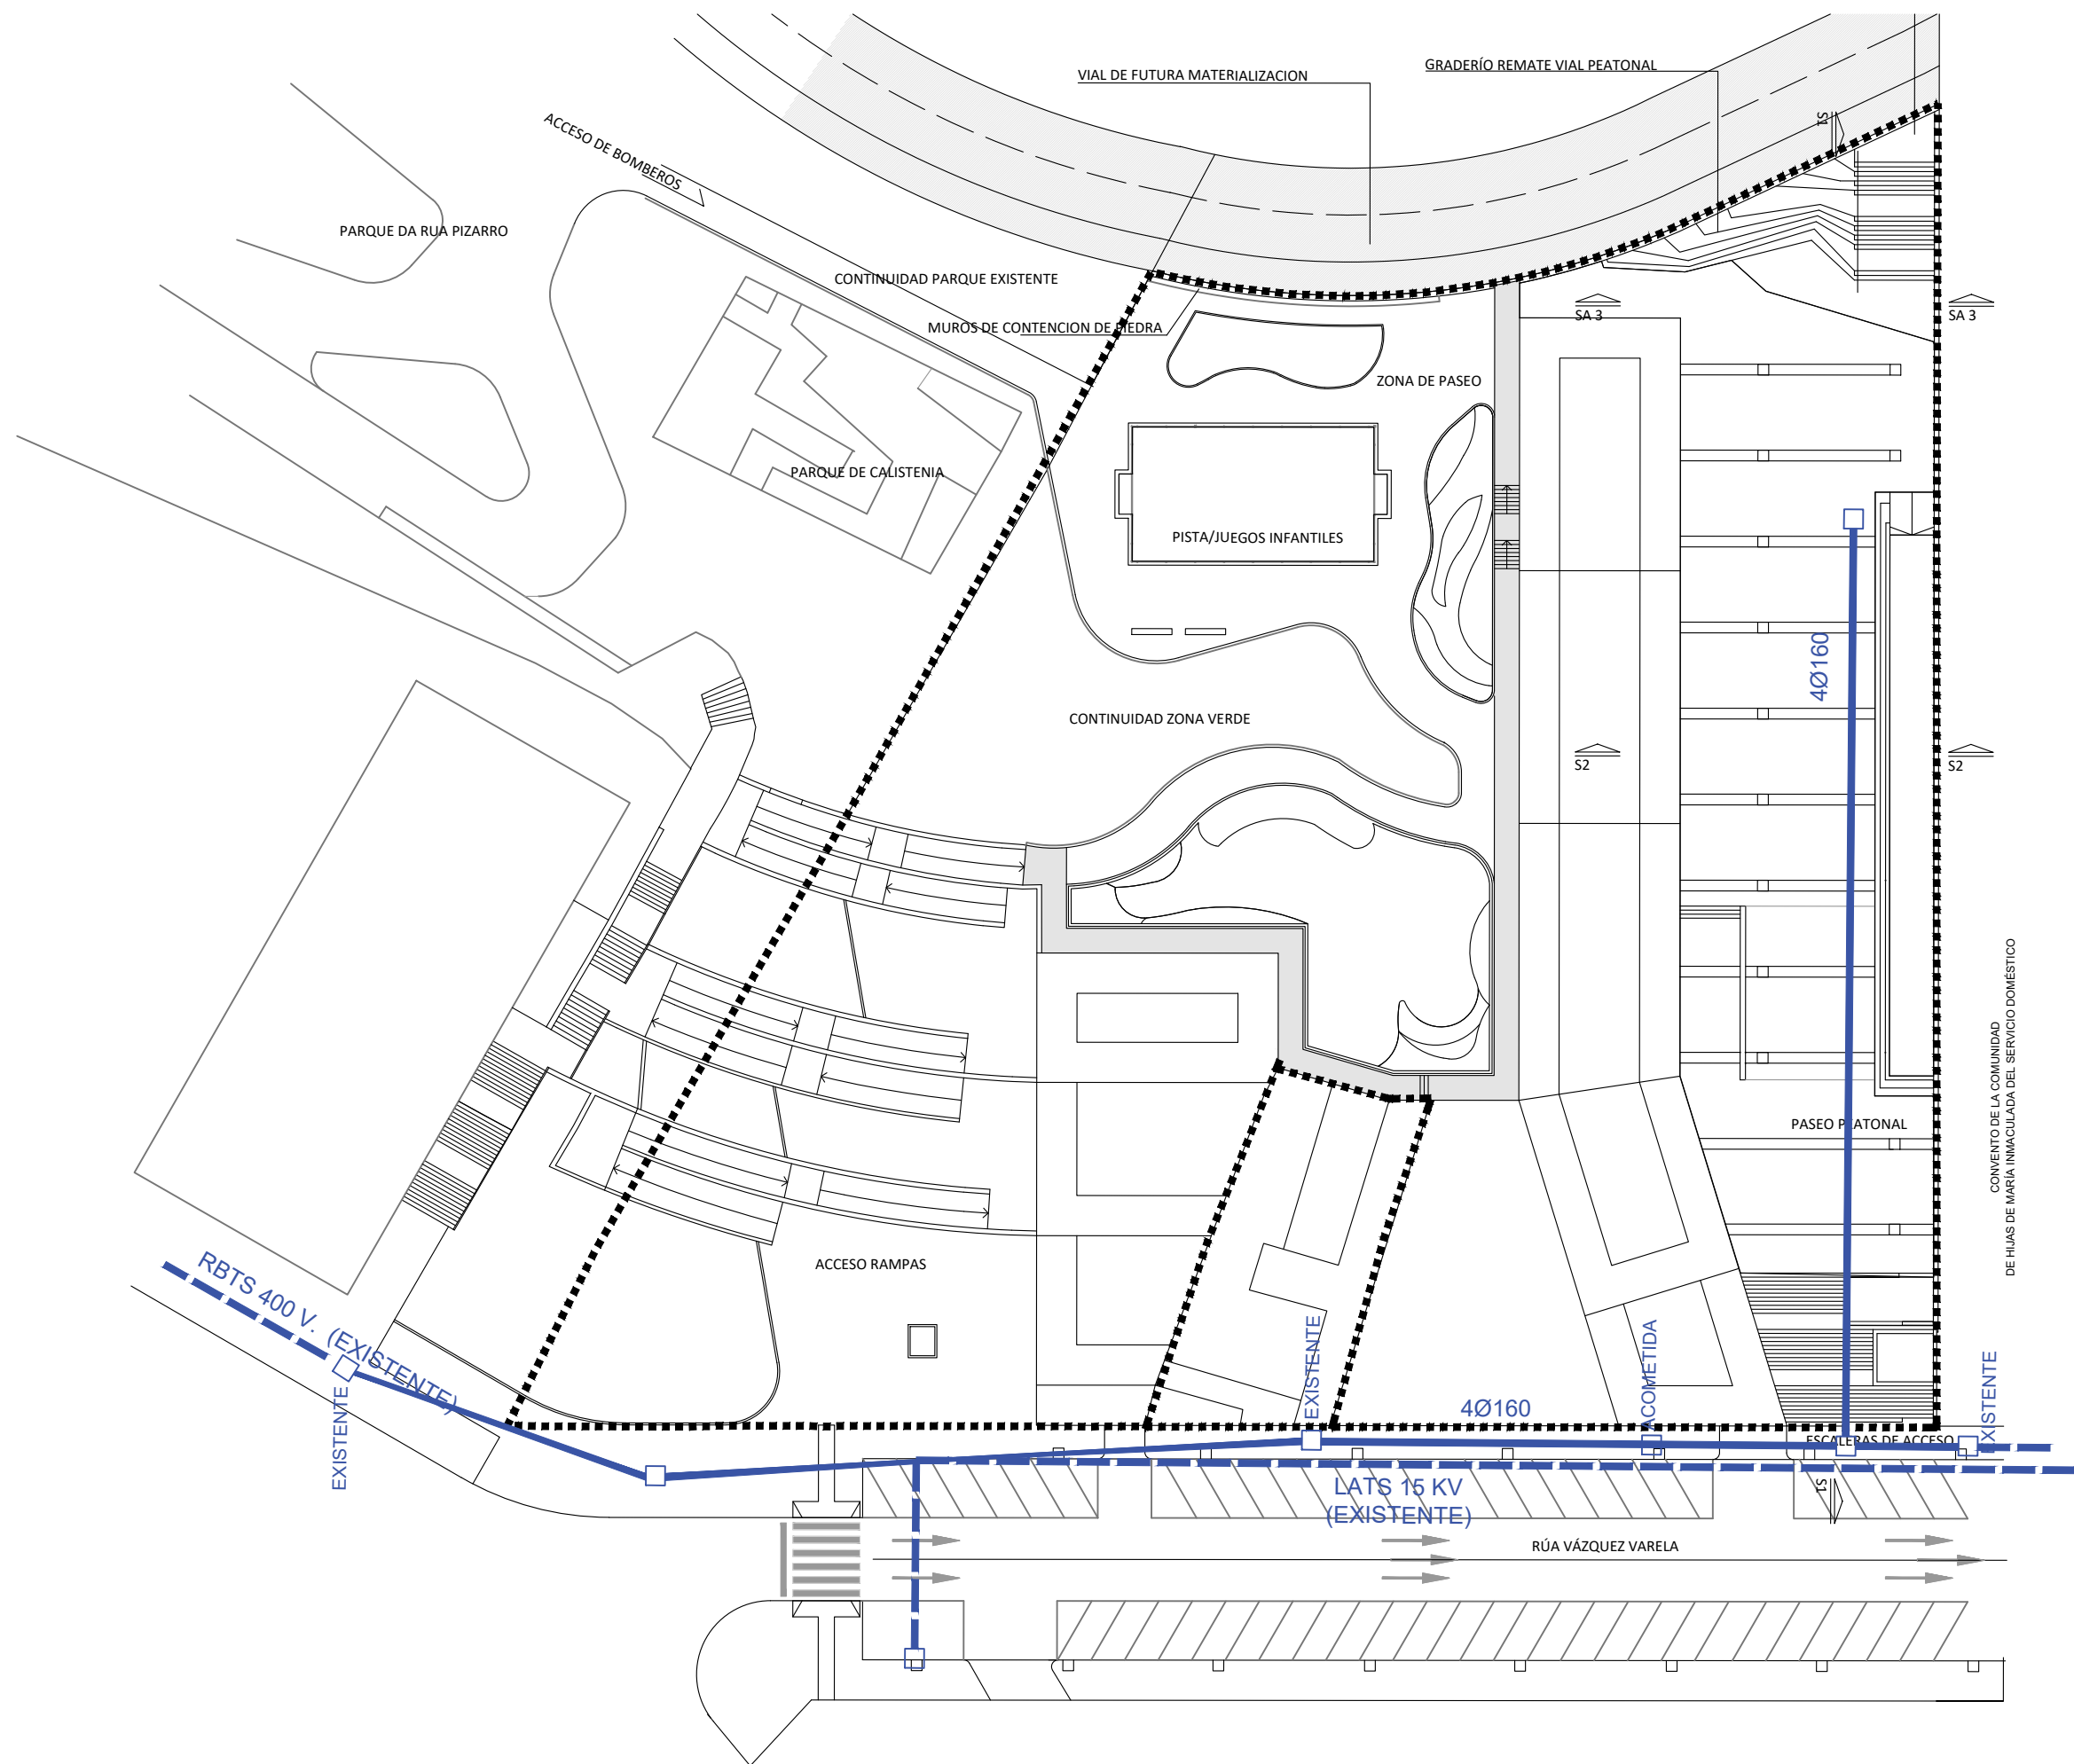 VIAL DE FUTURA MATERIALIZACION
GRADERÍO REMATE VIAL PEATONAL
S1
ACCESO DE BOMBEROS
PARQUE DA RUA PIZARRO
CONTINUIDAD PARQUE EXISTENTE
SA 3
SA 3
MUROS DE CONTENCION DE PIEDRA
ZONA DE PASEO
PARQUE DE CALISTENIA
PISTA/JUEGOS INFANTILES
4Ø160
CONTINUIDAD ZONA VERDE
S2
S2
CONVENTO DE LA COMUNIDAD
DE HIJAS DE MARÍA INMACULADA DEL SERVICIO DOMÉSTICO
PASEO PEATONAL
ACCESO RAMPAS
RBTS 400 V. (EXISTENTE)
EXISTENTE
EXISTENTE
4Ø160
ACOMETIDA
EXISTENTE
ESCALERAS DE ACCESO
LATS 15 KV
(EXISTENTE)
S1
RÚA VÁZQUEZ VARELA